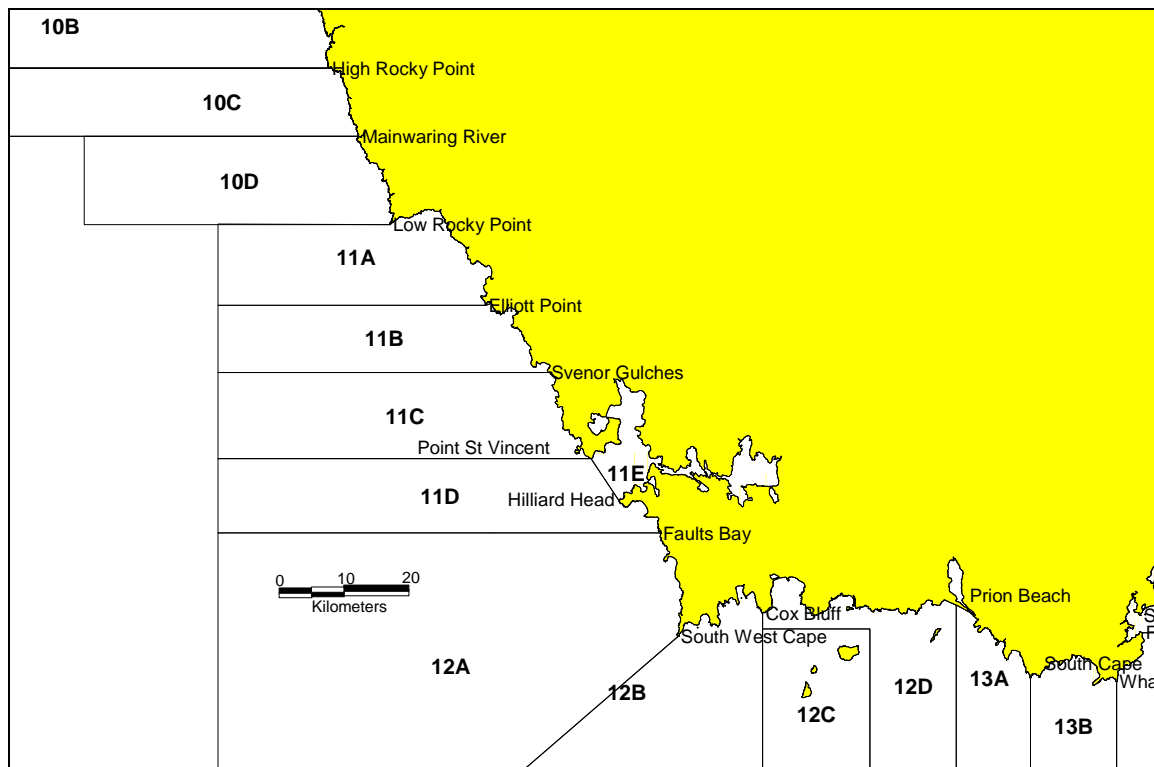 10B
High Rocky Point
10C
Mainwaring River
10D
Low Rocky Point
11A
Elliott Point
11B
Svenor Gulches
11C
Point St Vincent
11E
11D
Hilliard Head
Faults Bay
0 10 20
Kilometers
Prion Beach
Cox Bluff
South West Cape
South Cape
12A
12B
12C
12D
13A
13B